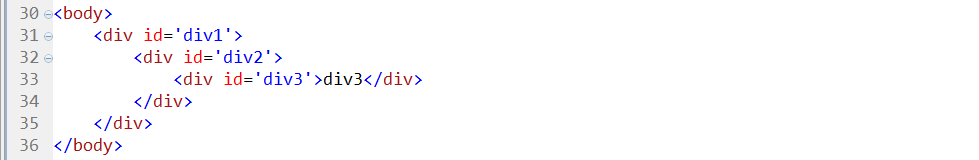 30 <body>
31     <div id='div1'>
32         <div id='div2'>
33             <div id='div3'>div3</div>
34         </div>
35     </div>
36 </body>